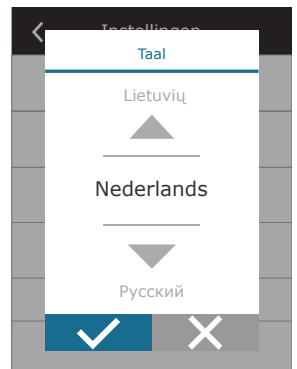 Instellingen
Taal
Lietuvių
Nederlands
Русский